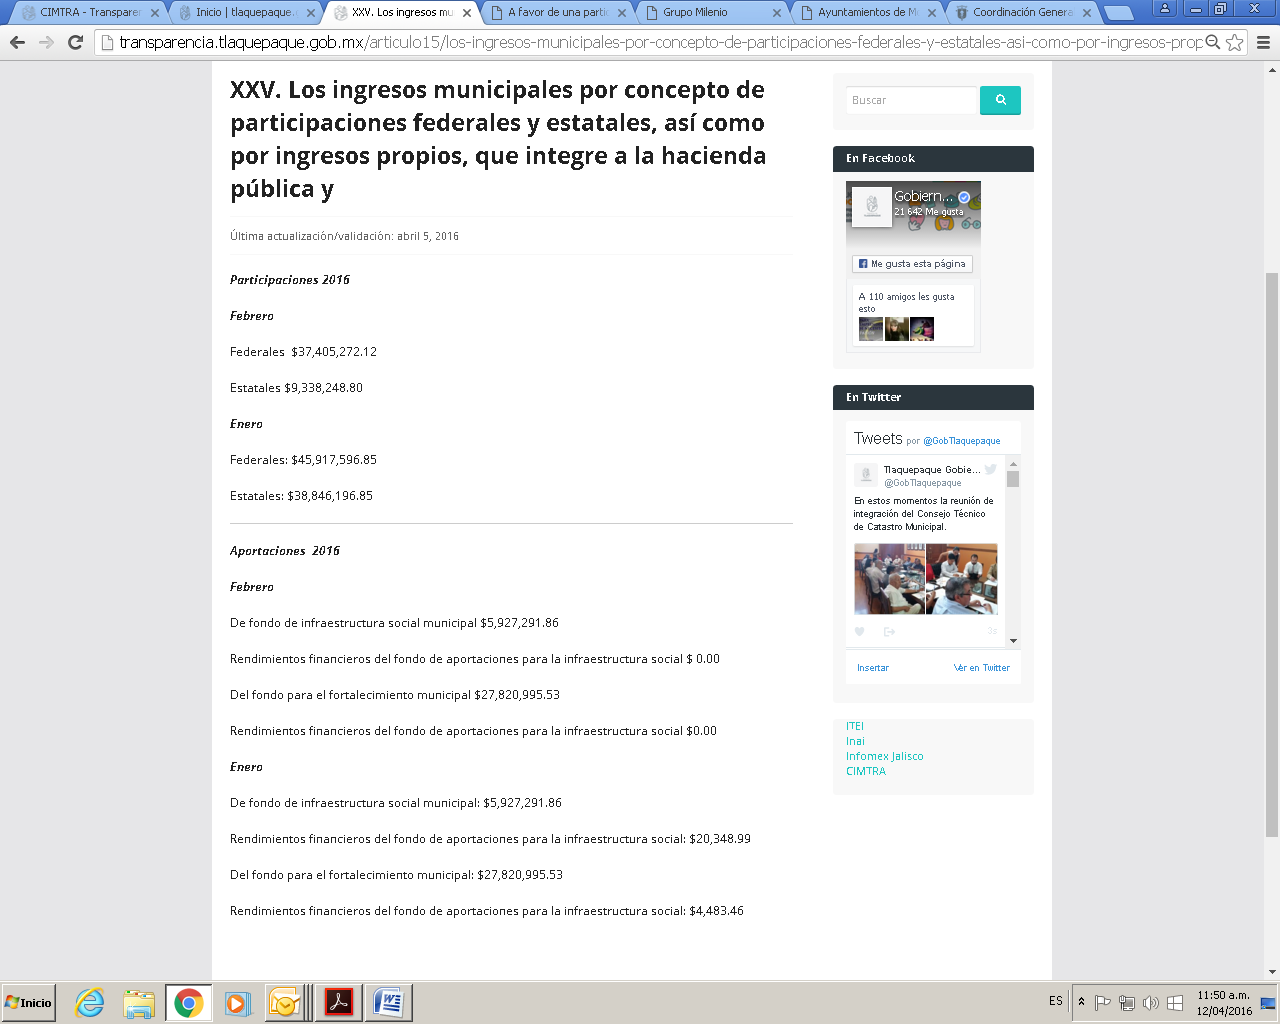 CIMTRA - Transparen
Inicio | tlaquepaque.g
XXV. Los ingresos mu
A favor de una partic
Grupo Milenio
Ayuntamientos de Mé
Coordinación General
transparencia.tlaquepaque.gob.mx/articulo15/los-ingresos-municipales-por-concepto-de-participaciones-federales-y-estatales-asi-como-por-ingresos-prop
XXV. Los ingresos municipales por concepto de
participaciones federales y estatales, así como
por ingresos propios, que integre a la hacienda
pública y
Última actualización/validación: abril 5, 2016
Participaciones 2016
Febrero
Federales $37,405,272.12
Estatales $9,338,248.80
Enero
Federales: $45,917,596.85
Estatales: $38,846,196.85
Aportaciones 2016
Febrero
De fondo de infraestructura social municipal $5,927,291.86
Rendimientos financieros del fondo de aportaciones para la infraestructura social $ 0.00
Del fondo para el fortalecimiento municipal $27,820,995.53
Rendimientos financieros del fondo de aportaciones para la infraestructura social $0.00
Enero
De fondo de infraestructura social municipal: $5,927,291.86
Rendimientos financieros del fondo de aportaciones para la infraestructura social: $20,348.99
Del fondo para el fortalecimiento municipal: $27,820,995.53
Rendimientos financieros del fondo de aportaciones para la infraestructura social: $4,483.46
Buscar
En Facebook
Gobiern...
21 642 Me gusta
Me gusta esta página
A 110 amigos les gusta
esto
En Twitter
Tweets por @GobTlaquepaque
Tlaquepaque Gobie...
@GobTlaquepaque
En estos momentos la reunión de
integración del Consejo Técnico
de Catastro Municipal.
3s
Insertar
Ver en Twitter
ITEI
Inai
Infomex Jalisco
CIMTRA
Inicio
ES
11:50 a.m.
12/04/2016